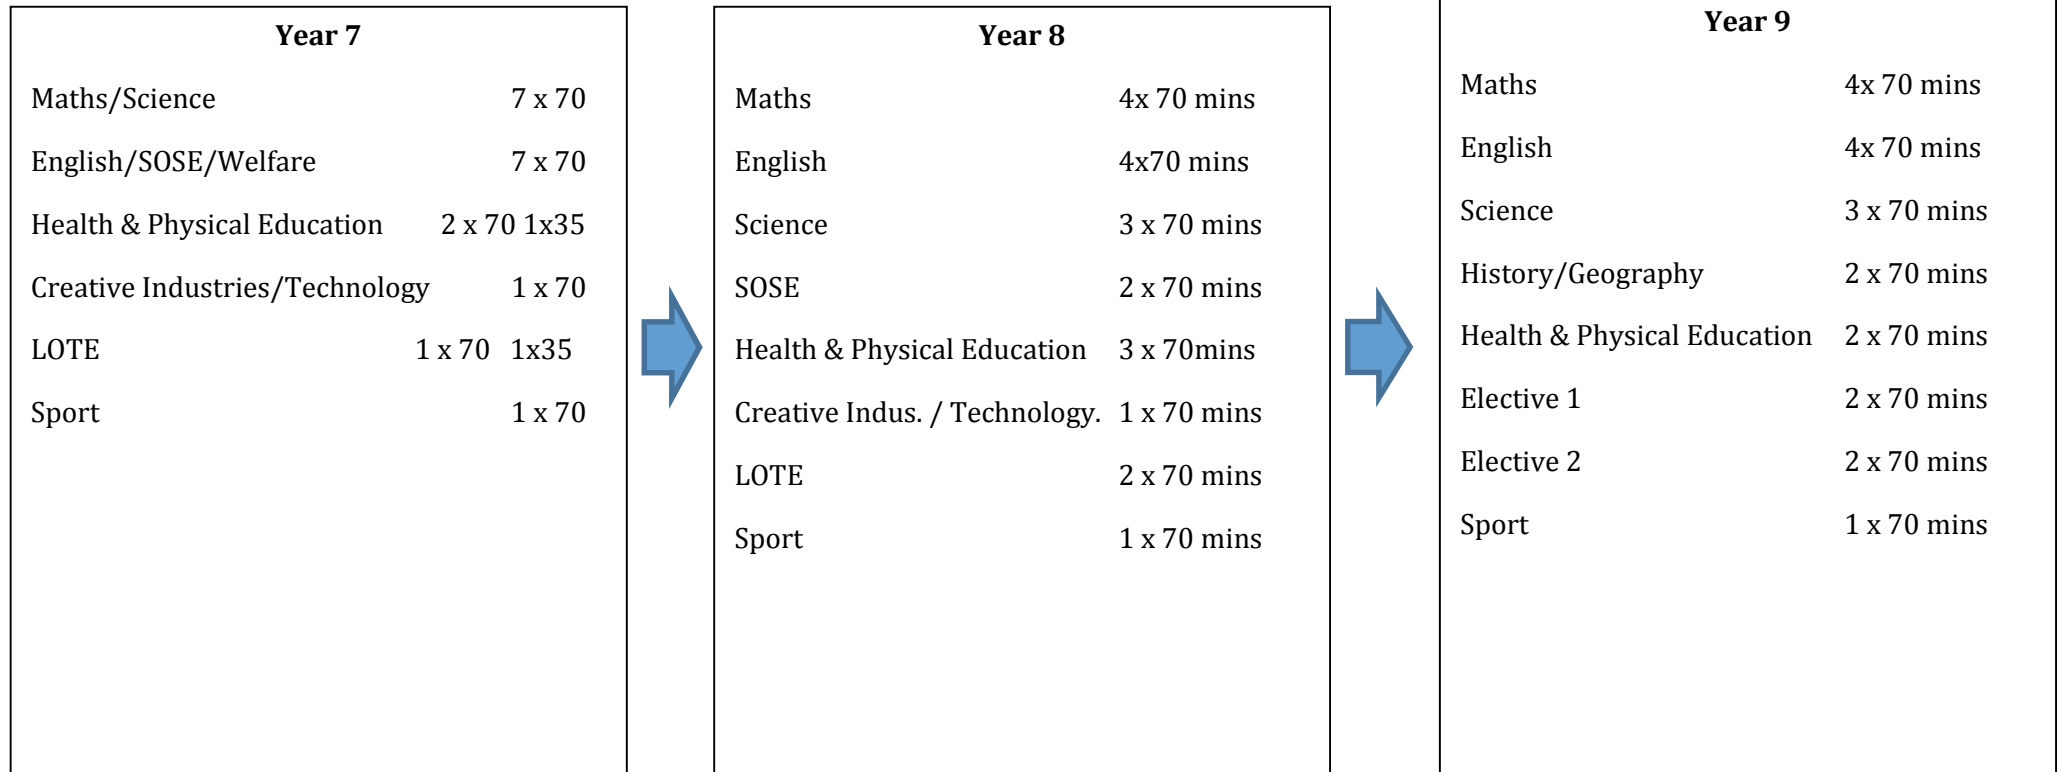 Year 7
Maths/Science 7 x 70
English/SOSE/Welfare 7 x 70
Health & Physical Education 2 x 70 1x35
Creative Industries/Technology 1 x 70
LOTE 1 x 70 1x35
Sport 1 x 70
Year 8
Maths 4x 70 mins
English 4x70 mins
Science 3 x 70 mins
SOSE 2 x 70 mins
Health & Physical Education 3 x 70mins
Creative Indus. / Technology. 1 x 70 mins
LOTE 2 x 70 mins
Sport 1 x 70 mins
Year 9
Maths 4x 70 mins
English 4x 70 mins
Science 3 x 70 mins
History/Geography 2 x 70 mins
Health & Physical Education 2 x 70 mins
Elective 1 2 x 70 mins
Elective 2 2 x 70 mins
Sport 1 x 70 mins